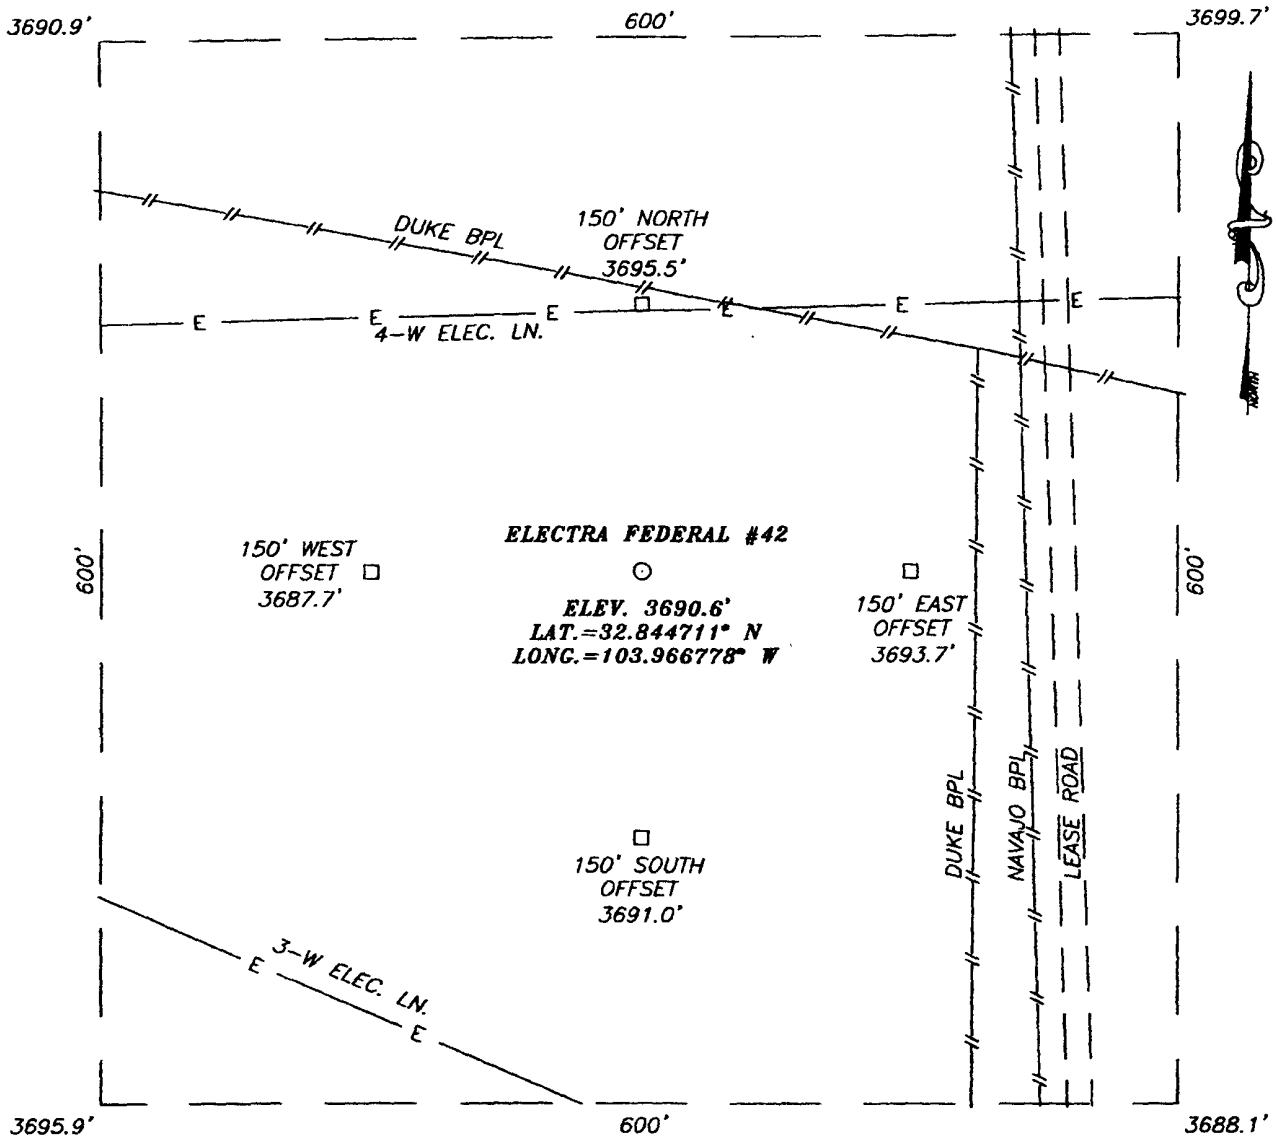 3690.9'
600'
3699.7'
DUKE BPL
150' NORTH
OFFSET
3695.5'
E
E
E
E
E
E
4-W ELEC. LN.
NORTH
600'
150' WEST
OFFSET
3687.7'
ELECTRA FEDERAL #42
ELEV. 3690.6'
LAT.=32.844711° N
LONG.=103.966778° W
150' EAST
OFFSET
3693.7'
600'
DUKE BPL
NAVAJO BPL
LEASE ROAD
150' SOUTH
OFFSET
3691.0'
E
3-W ELEC. LN.
E
3695.9'
600'
3688.1'